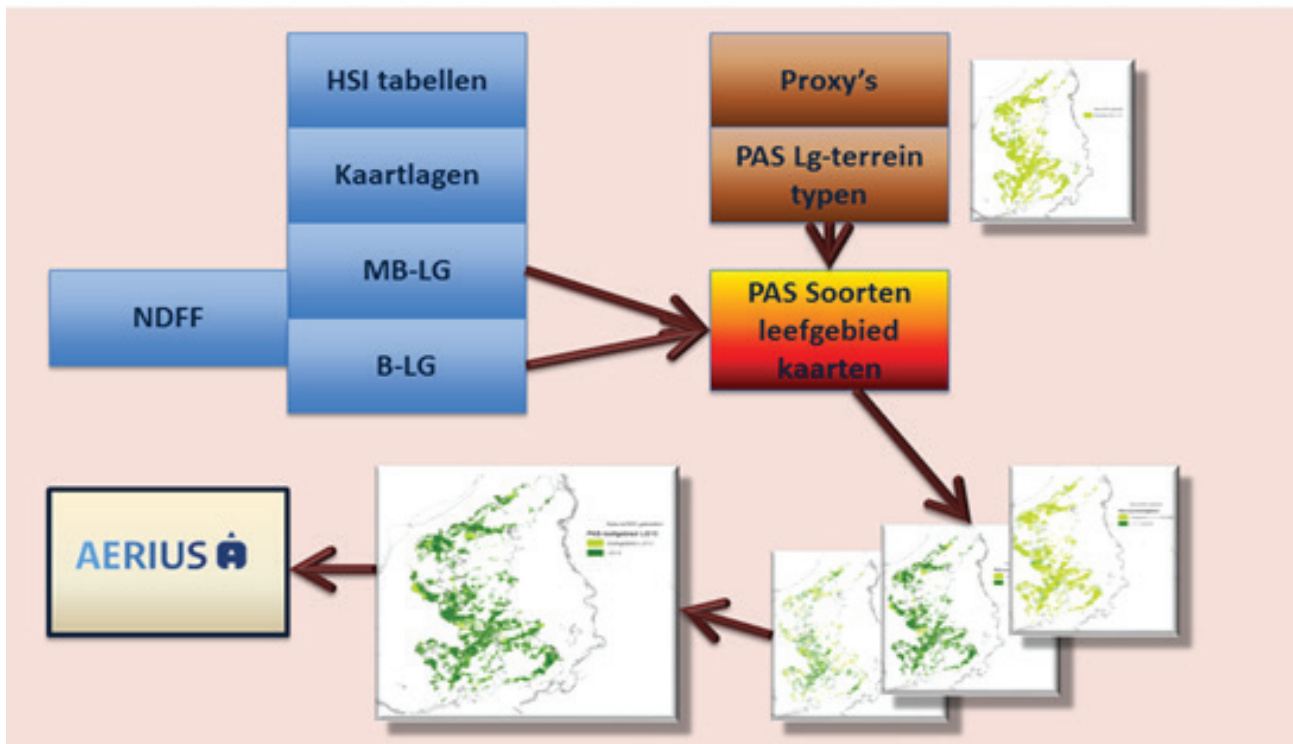 HSI tabellen
Kaartlagen
MB-LG
B-LG
NDFF
Proxy's
PAS Lg-terrein
typen
PAS Soorten
leefgebied
kaarten
AERIUS